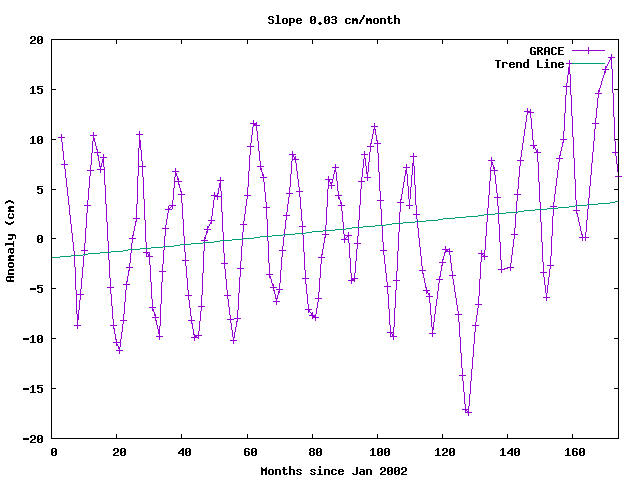 Slope 0.03 cm/month
20
15
10
5
0
-5
-10
-15
-20
Anomaly (cm)
GRACE
Trend Line
0 20 40 60 80 100 120 140 160
Months since Jan 2002